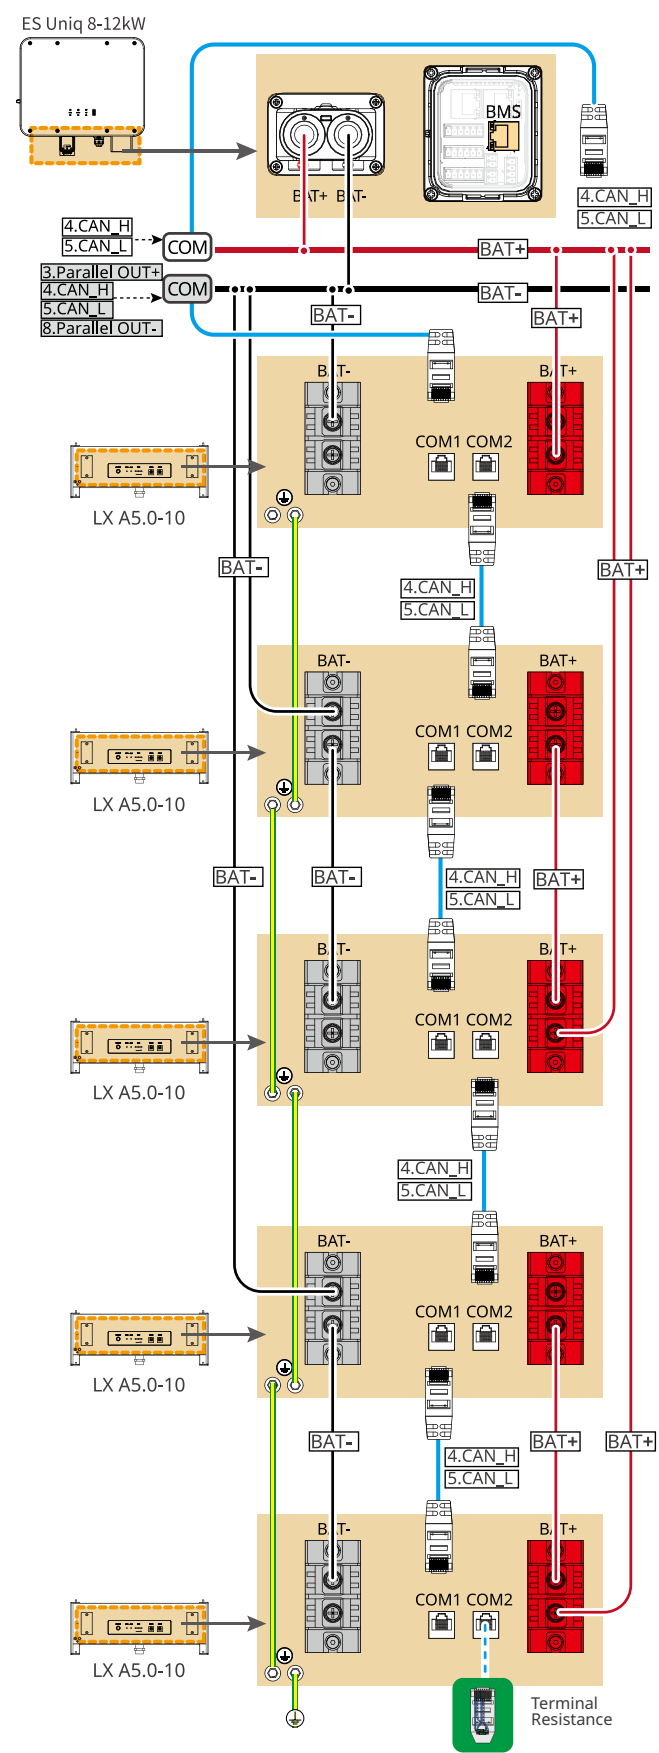 ES Uniq 8-12kW
BMS
BAT+ BAT-
4.CAN_H
5.CAN_L
4.CAN_H
5.CAN_L
COM
BAT+
3.Parallel OUT+
4.CAN_H
5.CAN_L
8.Parallel OUT-
COM
BAT-
BAT-
BAT+
BAT-
BAT+
COM1 COM2
LX A5.0-10
BAT-
BAT+
4.CAN_H
5.CAN_L
BAT-
BAT+
COM1 COM2
LX A5.0-10
BAT-
BAT-
4.CAN_H
5.CAN_L
BAT+
BAT-
BAT+
COM1 COM2
LX A5.0-10
4.CAN_H
5.CAN_L
BAT-
BAT+
COM1 COM2
LX A5.0-10
BAT-
4.CAN_H
5.CAN_L
BAT+
BAT+
BAT-
BAT+
COM1 COM2
LX A5.0-10
Terminal
Resistance